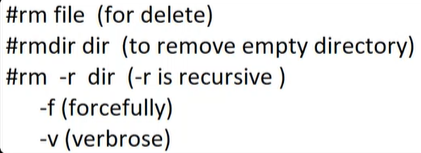 #rm file (for delete)
#rmdir dir (to remove empty directory)
#rm -r dir (-r is recursive )
-f (forcefully)
-v (verbrose)